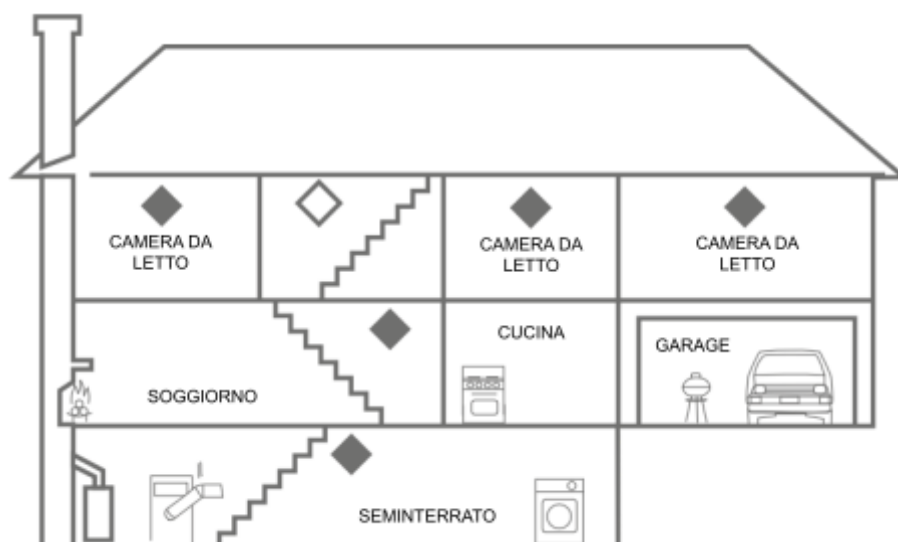 CAMERA DA
LETTO
CAMERA DA
LETTO
CAMERA DA
LETTO
CUCINA
GARAGE
SOGGIORNO
SEMINTERRATO